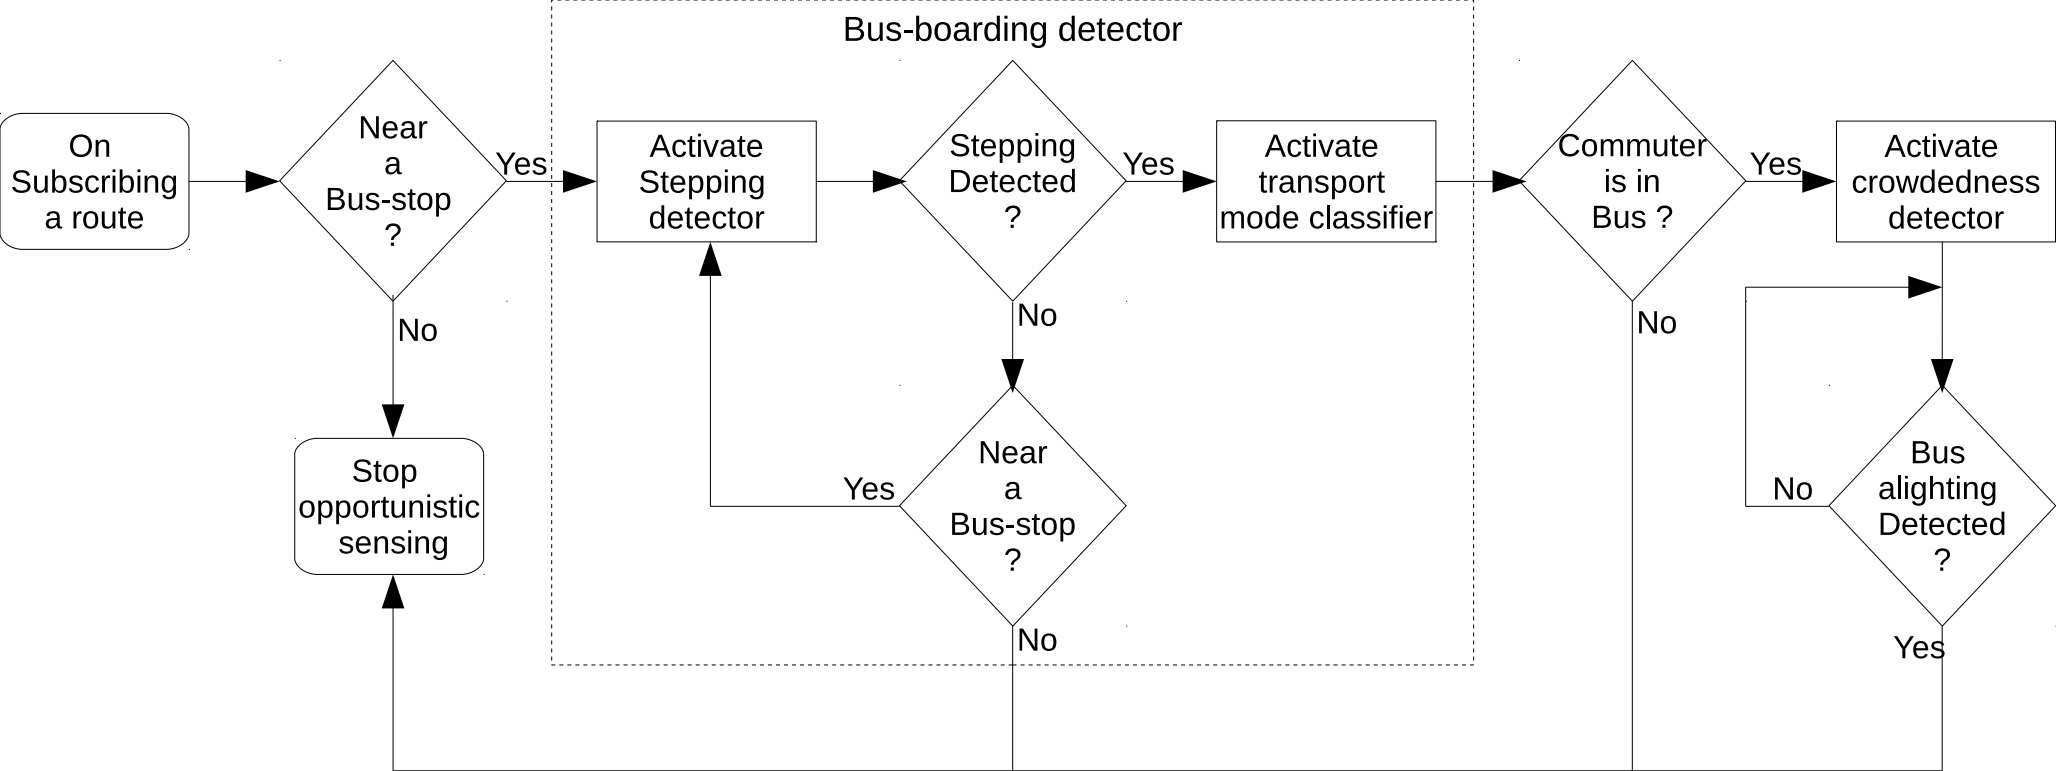 Bus-boarding detector
On
Subscribing
a route
Near
a
Bus-stop
?
Yes
No
Stop
opportunistic
sensing
Activate
Stepping
detector
Stepping
Detected
?
Yes
No
Near
a
Bus-stop
?
Yes
No
Activate
transport
mode classifier
Commuter
is in
Bus ?
Yes
No
Activate
crowdedness
detector
Bus
alighting
Detected
?
No
Yes